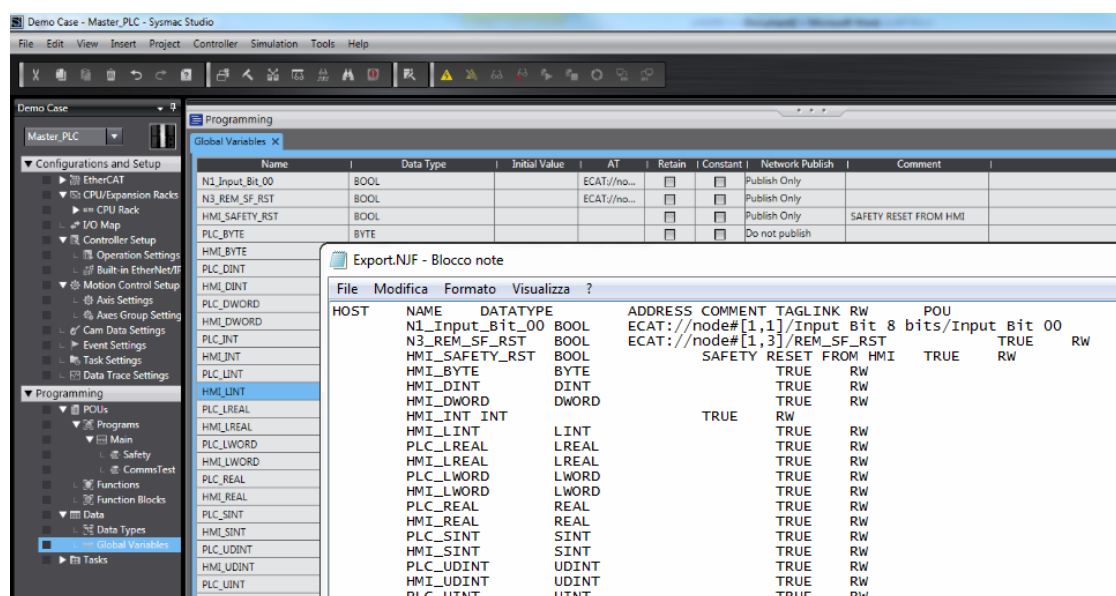 Demo Case - Master_PLC - Sysmac Studio
File Edit View Insert Project Controller Simulation Tools Help
Demo Case
Master_PLC
Configurations and Setup
EtherCAT
CPU/Expansion Racks
CPU Rack
I/O Map
Controller Setup
Operation Settings
Built-in EtherNet/IP
Motion Control Setup
Axis Settings
Axes Group Setting
Cam Data Settings
Event Settings
Task Settings
Data Trace Settings
Programming
POUs
Programs
Main
Safety
CommsTest
Functions
Function Blocks
Data
Data Types
Global Variables
Tasks
Programming
Global Variables X
Name Data Type Initial Value AT Retain Constant Network Publish Comment
N1_Input_Bit_00 BOOL ECAT://no... Publish Only
N3_REM_SF_RST BOOL ECAT://no... Publish Only
HMI_SAFETY_RST BOOL Publish Only SAFETY RESET FROM HMI
PLC_BYTE BYTE Do not publish
HMI_BYTE
PLC_DINT
HMI_DINT
PLC_DWORD
HMI_DWORD
PLC_INT
HMI_INT
PLC_LINT
HMI_LINT
PLC_LREAL
HMI_LREAL
PLC_LWORD
HMI_LWORD
PLC_REAL
HMI_REAL
PLC_SINT
HMI_SINT
PLC_UDINT
HMI_UDINT
PLC_UINT
Export.NJF - Blocco note
File Modifica Formato Visualizza ?
HOST NAME DATATYPE ADDRESS COMMENT TAGLINK RW POU
N1_Input_Bit_00 BOOL ECAT://node#[1,1]/Input Bit 8 bits/Input Bit 00
N3_REM_SF_RST BOOL ECAT://node#[1,3]/REM_SF_RST TRUE RW
HMI_SAFETY_RST BOOL SAFETY RESET FROM HMI TRUE RW
HMI_BYTE BYTE TRUE RW
HMI_DINT DINT TRUE RW
HMI_DWORD DWORD TRUE RW
HMI_INT INT TRUE RW
HMI_LINT LINT TRUE RW
PLC_LREAL LREAL TRUE RW
HMI_LREAL LREAL TRUE RW
PLC_LWORD LWORD TRUE RW
HMI_LWORD LWORD TRUE RW
PLC_REAL REAL TRUE RW
HMI_REAL REAL TRUE RW
PLC_SINT SINT TRUE RW
HMI_SINT SINT TRUE RW
PLC_UDINT UDINT TRUE RW
HMI_UDINT UDINT TRUE RW
PLC_UINT UINT TRUE RW